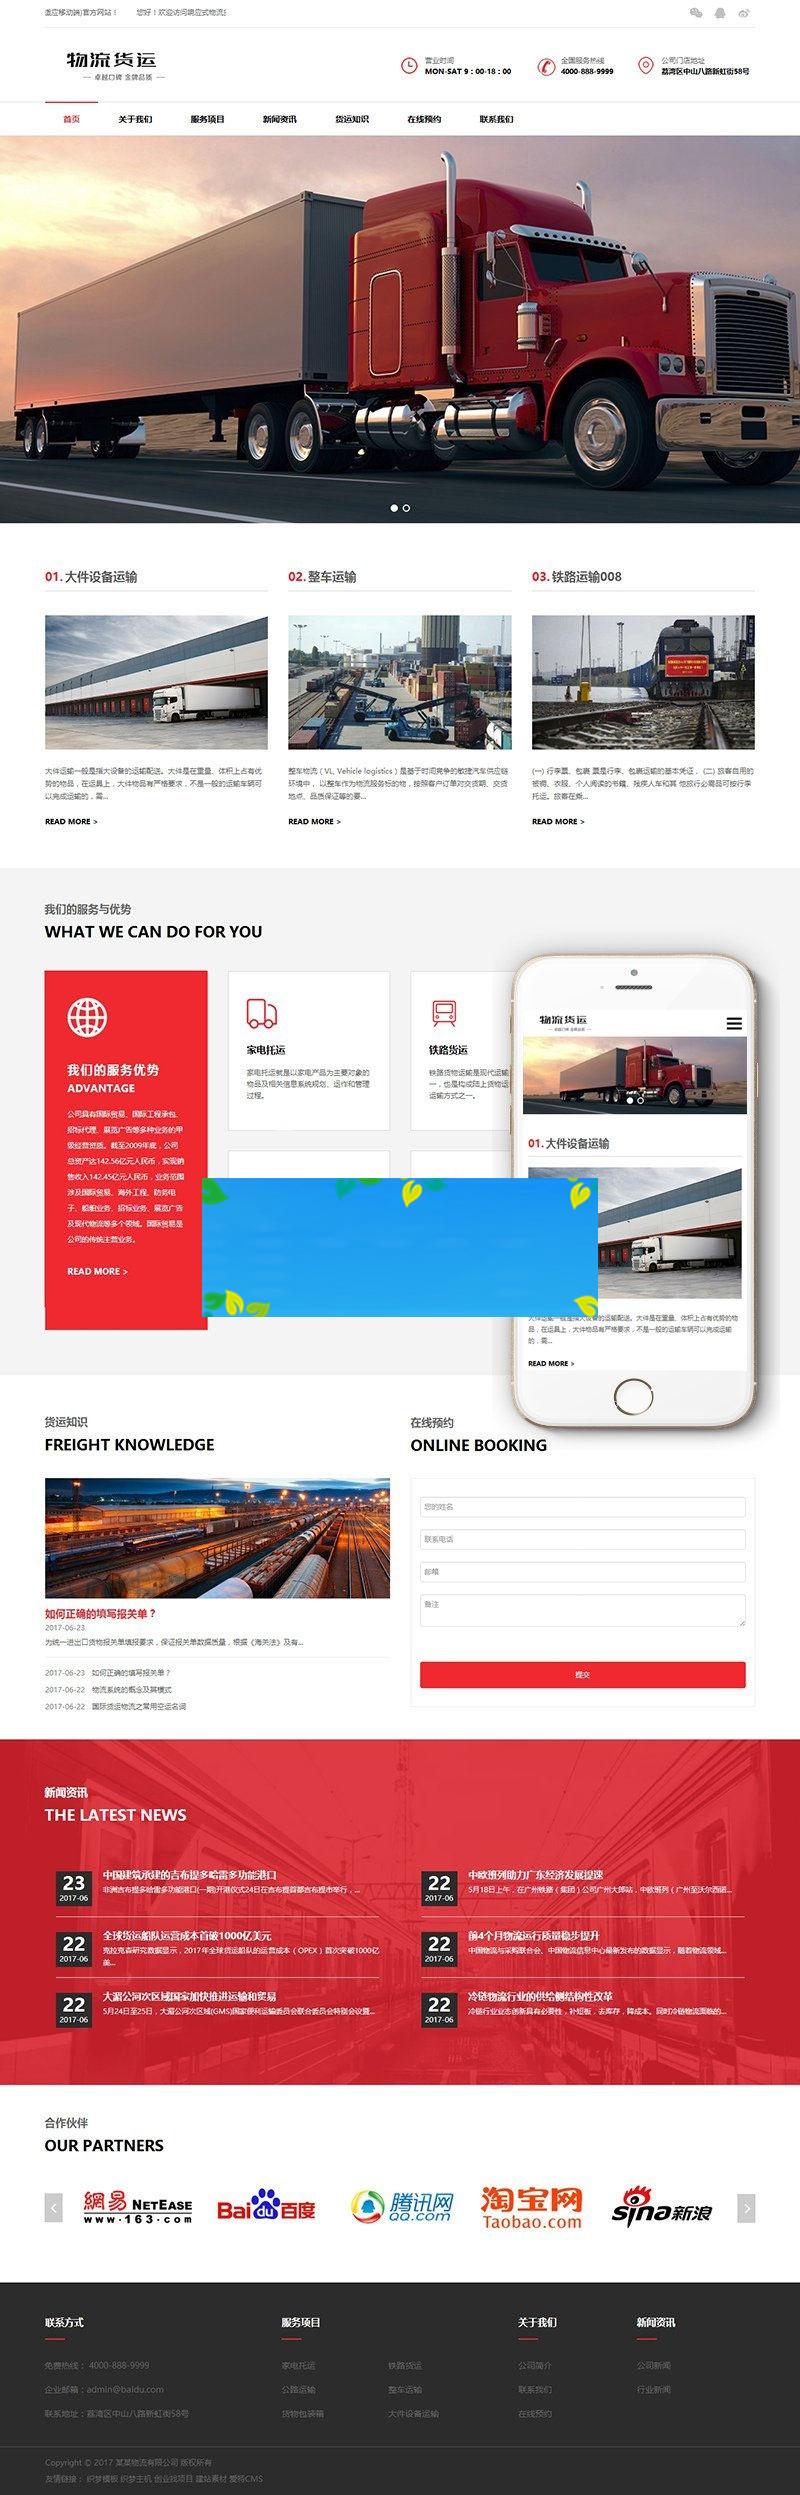 您好！欢迎访问响应式物流
物流货运
卓越口碑 金牌品质
营业时间
MON-SAT 9：00-18：00
全国服务热线
4000-888-9999
公司门店地址
荔湾区中山八路新虹街58号
首页 关于我们 服务项目 新闻资讯 货运知识 在线预约 联系我们
01.大件设备运输
大件运输一般是指大设备的运输配送。大件是在重量、体积上占有优
势的物品，在运具上，大件物品有严格要求，不是一般的运输车辆可
以完成运输的，需...
READ MORE >
02.整车运输
整车物流（VL, Vehicle logistics）是基于时间竞争的敏捷汽车供应链
环境中， 以整车作为物流服务标的物，按照客户订单对交货期、交货
地点、品质保证等的要...
READ MORE >
03.铁路运输008
(一) 行李票、包裹 票是行李、包裹运输的基本凭证， (二) 旅客自用的
被褥、衣服、个人阅读的书籍、残疾人车和其 他旅行必需品可按行李
托运。旅客在乘...
READ MORE >
我们的服务与优势
WHAT WE CAN DO FOR YOU
我们的服务优势
ADVANTAGE
公司具有国际贸易、国际工程承包、
招标代理、展览广告等多种业务的甲
级经营资质。截至2009年底，公司
总资产达142.56亿元人民币，实现销
售收入142.45亿元人民币，业务范围
涉及国际贸易、海外工程、防务电
子、船舶业务、招标业务、展览广告
及现代物流等多个领域。国际贸易是
公司的传统主营业务。
READ MORE >
家电托运
家电托运就是以家电产品为主要对象的
物品及相关信息系统规划、运作和管理
过程。
铁路货运
铁路货物运输是现代运输
一，也是构成陆上货物运
运输方式之一。
物流货运
卓越口碑 金牌品质
01.大件设备运输
大件运输一般是指大设备的运输配送。大件是在重量、体积上占有优势的物
品，在运具上，大件物品有严格要求，不是一般的运输车辆可以完成运输
的，需...
READ MORE >
货运知识
FREIGHT KNOWLEDGE
如何正确的填写报关单？
2017-06-23
为统一进出口货物报关单填报要求，保证报关单数据质量，根据《海关法》及有...
2017-06-23 如何正确的填写报关单？
2017-06-22 物流系统的概念及其模式
2017-06-22 国际货运物流之常用空运名词
在线预约
ONLINE BOOKING
您的姓名
联系电话
邮箱
备注
提交
新闻资讯
THE LATEST NEWS
23
2017-06
中国建筑承建的吉布提多哈雷多功能港口
非洲吉布提多哈雷多功能港口(一期)开港仪式24日在吉布提首都吉布提市举行，...
22
2017-06
中欧班列助力广东经济发展提速
5月18日上午，在广州铁路（集团）公司广州大朗站，中欧班列（广州至沃尔西诺...
22
2017-06
全球货运船队运营成本首破1000亿美元
克拉克森研究数据显示，2017年全球货运船队的运营成本（OPEX）首次突破1000亿
美...
22
2017-06
前4个月物流运行质量稳步提升
中国物流与采购联合会、中国物流信息中心最新发布的数据显示，随着物流领域...
22
2017-06
大湄公河次区域国家加快推进运输和贸易
5月24日至25日，大湄公河次区域(GMS)国家便利运输委员会联合委员会特别会议暨...
22
2017-06
冷链物流行业的供给侧结构性改革
冷链行业业态创新具有必要性，补短板，去库存，降成本。同时冷链物流面临的...
合作伙伴
OUR PARTNERS
網易 NETEASE
www.163.com
Bai du 百度
腾讯网
QQ.com
淘宝网
Taobao.com
sina新浪
联系方式
免费热线： 4000-888-9999
企业邮箱：admin@baidu.com
联系地址：荔湾区中山八路新虹街58号
服务项目
家电托运 铁路货运
公路运输 整车运输
货物包装箱 大件设备运输
关于我们
公司简介
联系我们
在线预约
新闻资讯
公司新闻
行业新闻
Copyright © 2017 某某物流有限公司 版权所有
友情链接： 织梦模板 织梦主机 创业找项目 建站素材 爱特CMS